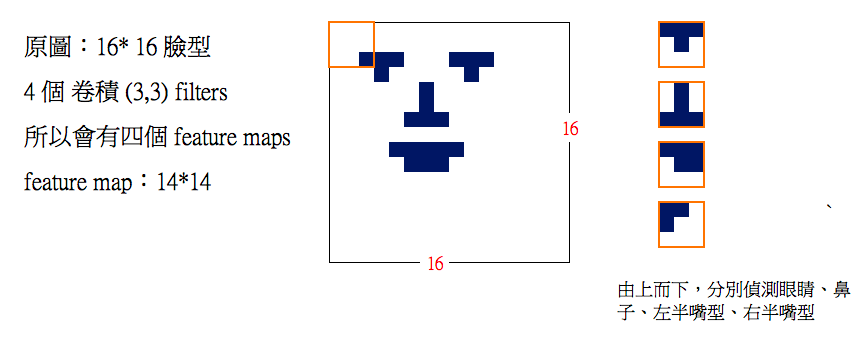 原圖：16* 16 臉型
4 個 卷積 (3,3) filters
所以會有四個 feature maps
feature map：14*14
16
16
、
由上而下，分別偵測眼睛、鼻
子、左半嘴型、右半嘴型